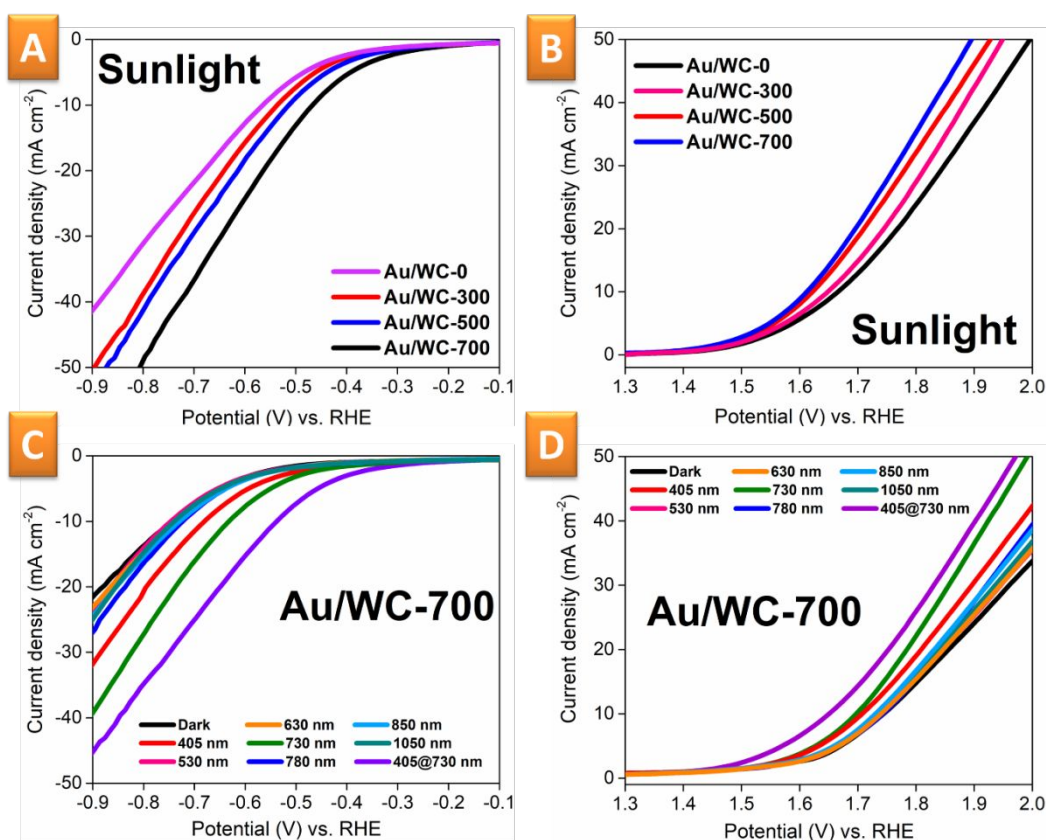 A
Sunlight
0
-10
-20
-30
-40
-50
Current density (mA cm⁻²)
Au/WC-0
Au/WC-300
Au/WC-500
Au/WC-700
-0.9 -0.8 -0.7 -0.6 -0.5 -0.4 -0.3 -0.2 -0.1
Potential (V) vs. RHE
B
50
40
30
20
10
0
Current density (mA cm⁻²)
Au/WC-0
Au/WC-300
Au/WC-500
Au/WC-700
Sunlight
1.3 1.4 1.5 1.6 1.7 1.8 1.9 2.0
Potential (V) vs. RHE
C
0
-10
-20
-30
-40
-50
Current density (mA cm⁻²)
Au/WC-700
Dark 630 nm 850 nm
405 nm 730 nm 1050 nm
530 nm 780 nm 405@730 nm
-0.9 -0.8 -0.7 -0.6 -0.5 -0.4 -0.3 -0.2 -0.1
Potential (V) vs. RHE
D
50
40
30
20
10
0
Current density (mA cm⁻²)
Dark 630 nm 850 nm
405 nm 730 nm 1050 nm
530 nm 780 nm 405@730 nm
Au/WC-700
1.3 1.4 1.5 1.6 1.7 1.8 1.9 2.0
Potential (V) vs. RHE